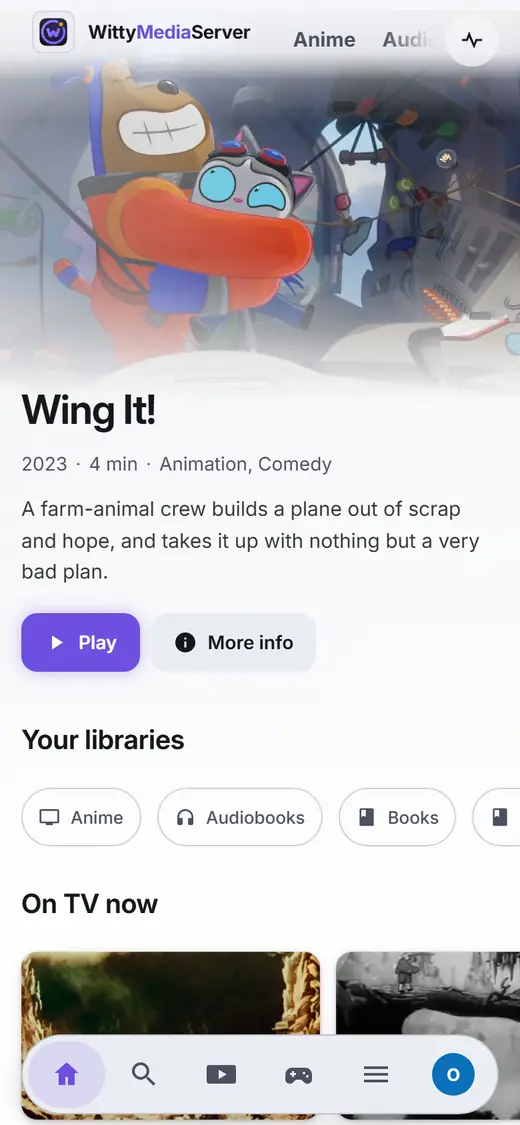 WittyMediaServer
Anime
Wing It!
2023 · 4 min · Animation, Comedy
A farm-animal crew builds a plane out of scrap
and hope, and takes it up with nothing but a very
bad plan.
Play
More info
Your libraries
Anime
Audiobooks
Books
On TV now
O